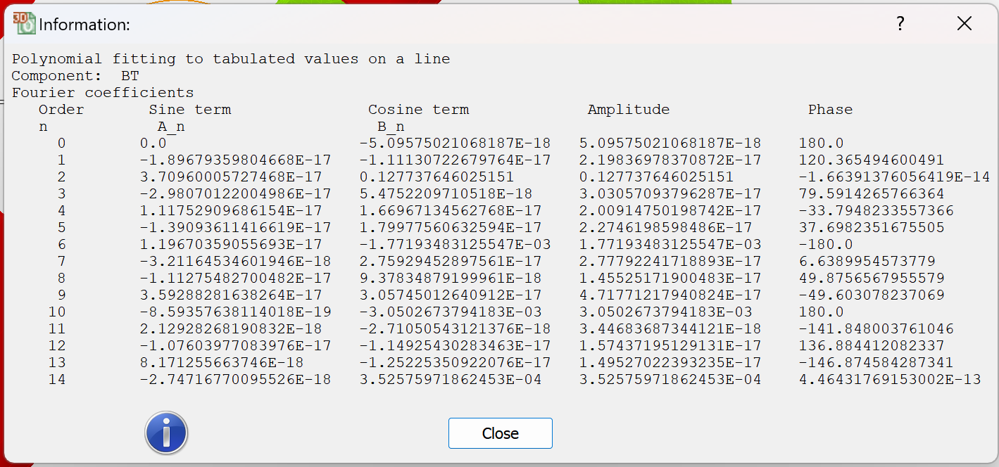 3D
Information:
?
Polynomial fitting to tabulated values on a line
Component: BT
Fourier coefficients
Order Sine term Cosine term Amplitude Phase
n A_n B_n
0 0.0 -5.09575021068187E-18 5.09575021068187E-18 180.0
1 -1.89679359804668E-17 -1.11130722679764E-17 2.19836978370872E-17 120.365494600491
2 3.70960005727468E-17 0.127737646025151 0.127737646025151 -1.66391376056419E-14
3 -2.98070122004986E-17 5.4752209710518E-18 3.03057093796287E-17 79.5914265766364
4 1.11752909686154E-17 1.66967134562768E-17 2.00914750198742E-17 -33.7948233557366
5 -1.39093611416619E-17 1.79977560632594E-17 2.2746198598486E-17 37.6982351675505
6 1.19670359055693E-17 -1.77193483125547E-03 1.77193483125547E-03 -180.0
7 -3.21164534601946E-18 2.75929452897561E-17 2.77792241718893E-17 6.6389954573779
8 -1.11275482700482E-17 9.37834879199961E-18 1.45525171900483E-17 49.8756567955579
9 3.59288281638264E-17 3.05745012640912E-17 4.71771217940824E-17 -49.603078237069
10 -8.59357638114018E-19 -3.0502673794183E-03 3.0502673794183E-03 180.0
11 2.12928268190832E-18 -2.71050543121376E-18 3.44683687344121E-18 -141.848003761046
12 -1.07603977083976E-17 -1.14925430283463E-17 1.57437195129131E-17 136.884412082337
13 8.171255663746E-18 -1.25225350922076E-17 1.49527022393235E-17 -146.874584287341
14 -2.74716770095526E-18 3.52575971862453E-04 3.52575971862453E-04 4.46431769153002E-13
Close